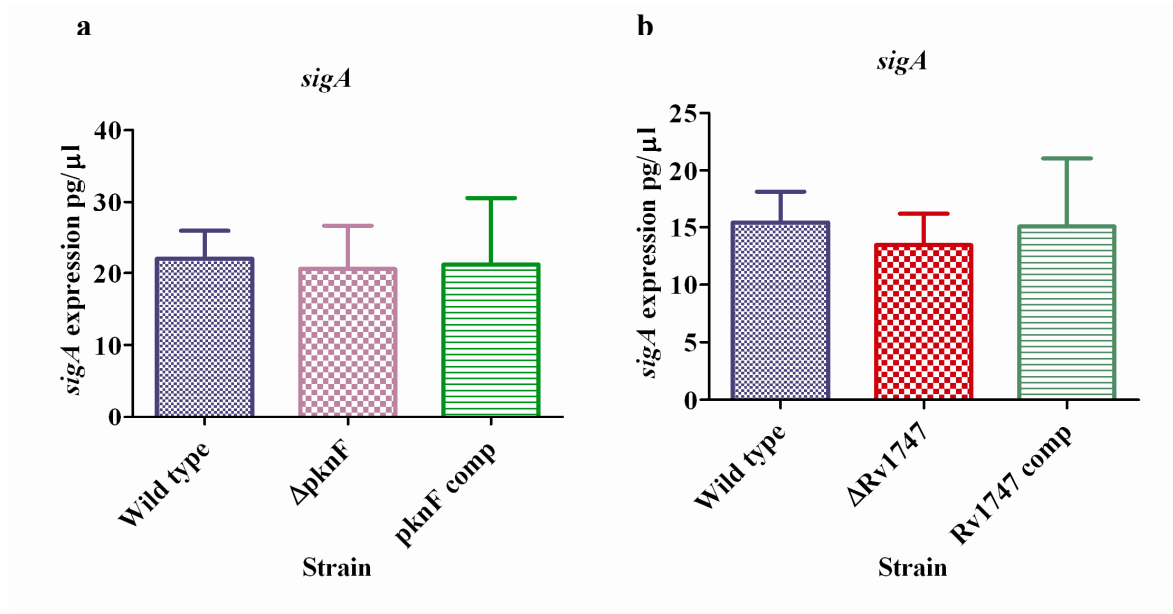 a
sigA
sigA expression pg/µl
40
30
20
10
0
Wild type
ΔpknF
pknF comp
Strain
b
sigA
sigA expression pg/µl
25
20
15
10
5
0
Wild type
ΔRv1747
Rv1747 comp
Strain